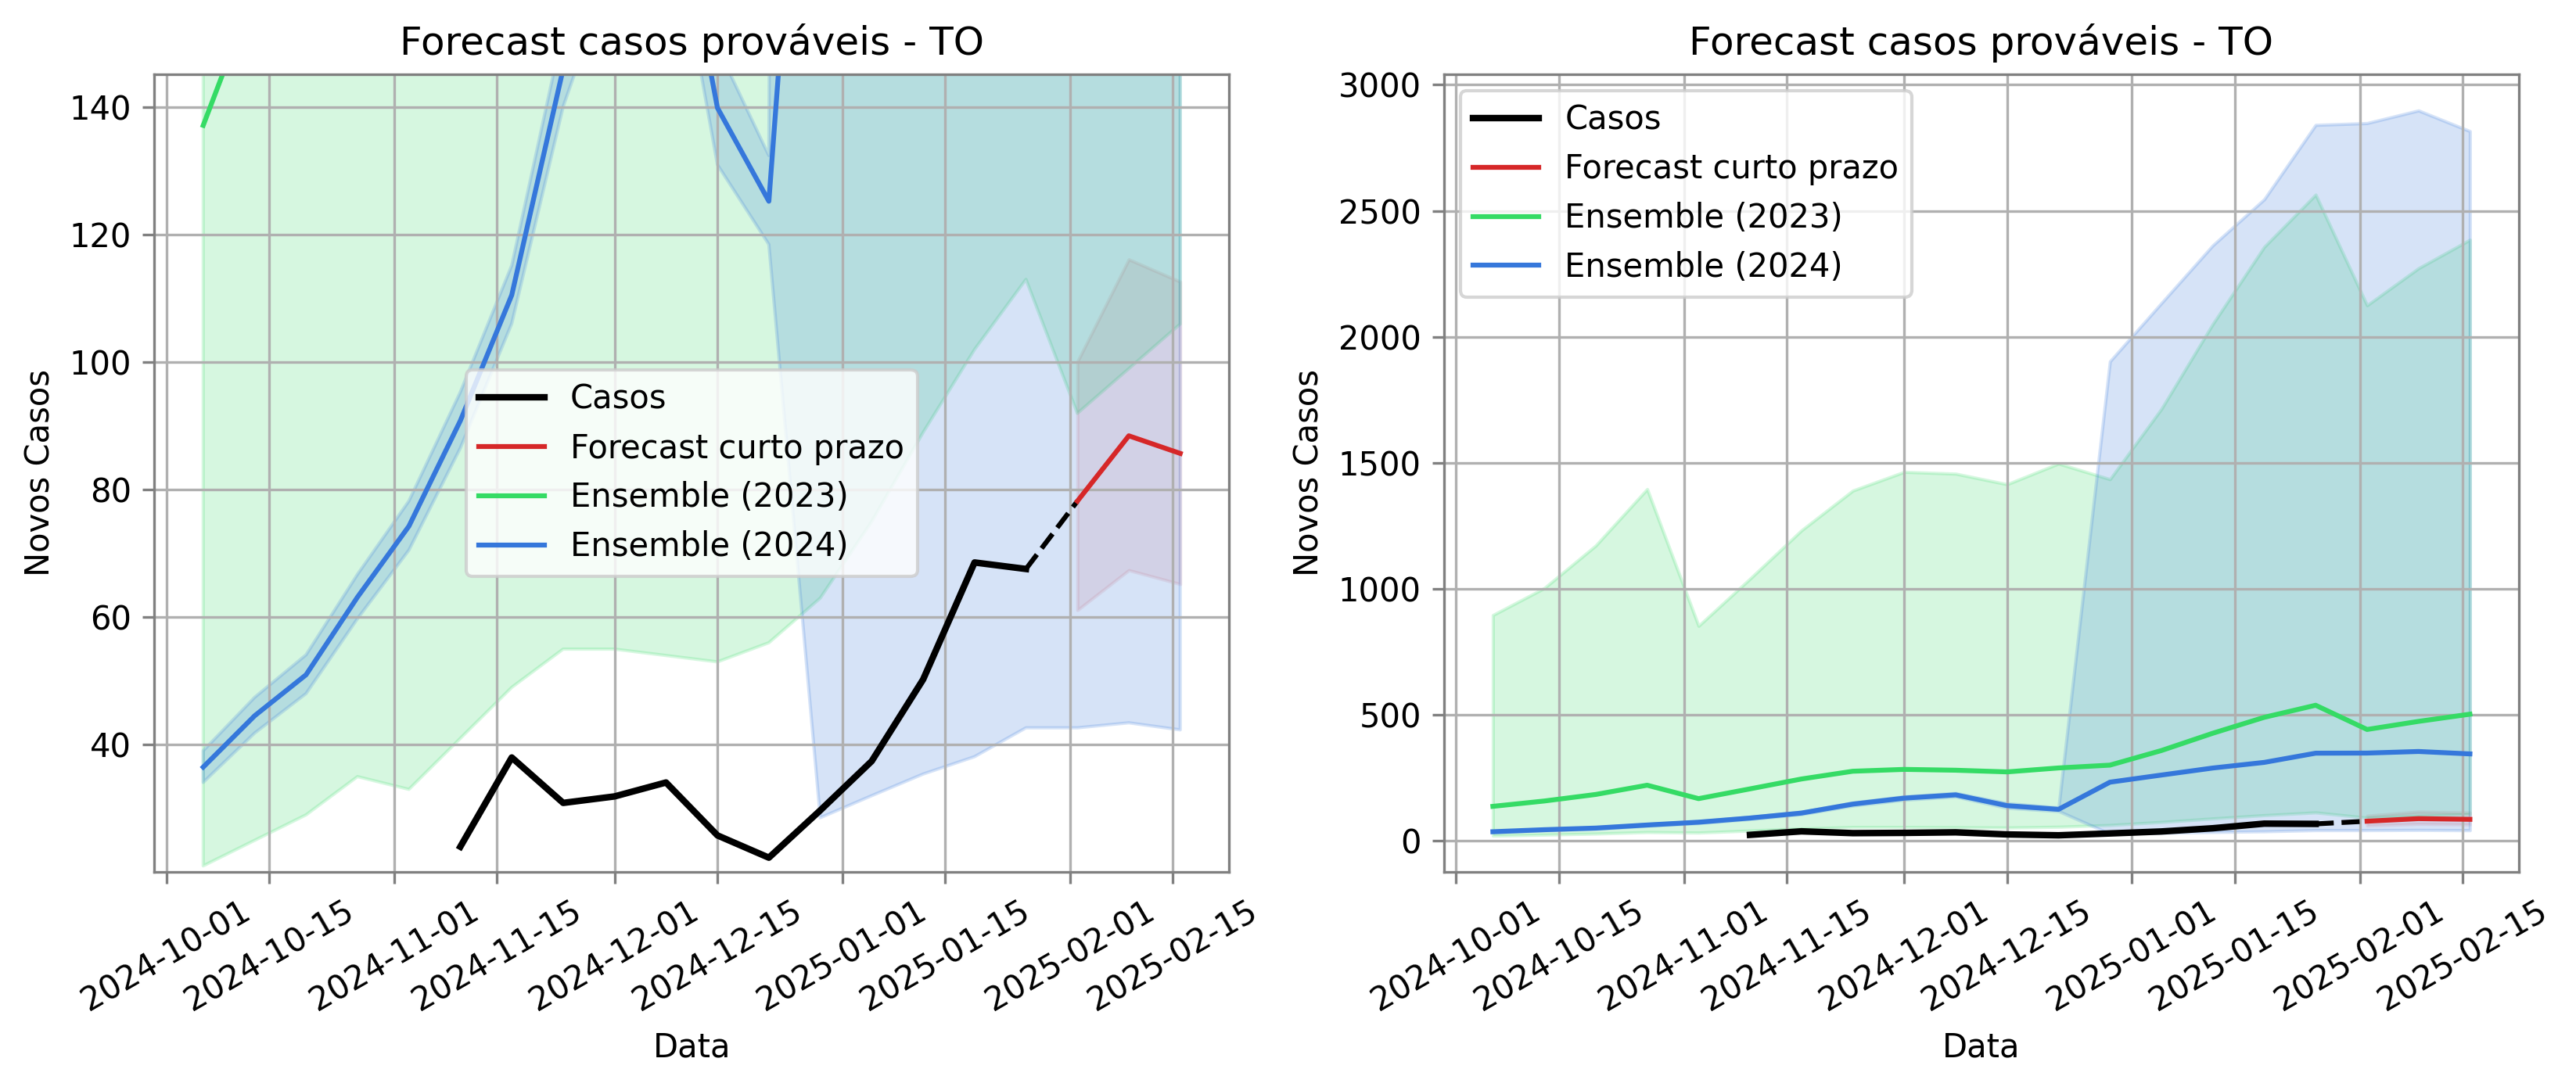 Forecast casos prováveis - TO
Novos Casos
140
120
100
80
60
40
Casos
Forecast curto prazo
Ensemble (2023)
Ensemble (2024)
2024-10-01
2024-10-15
2024-11-01
2024-11-15
2024-12-01
2024-12-15
2025-01-01
2025-01-15
2025-02-01
2025-02-15
Data
Forecast casos prováveis - TO
Novos Casos
3000
2500
2000
1500
1000
500
0
Casos
Forecast curto prazo
Ensemble (2023)
Ensemble (2024)
2024-10-01
2024-10-15
2024-11-01
2024-11-15
2024-12-01
2024-12-15
2025-01-01
2025-01-15
2025-02-01
2025-02-15
Data